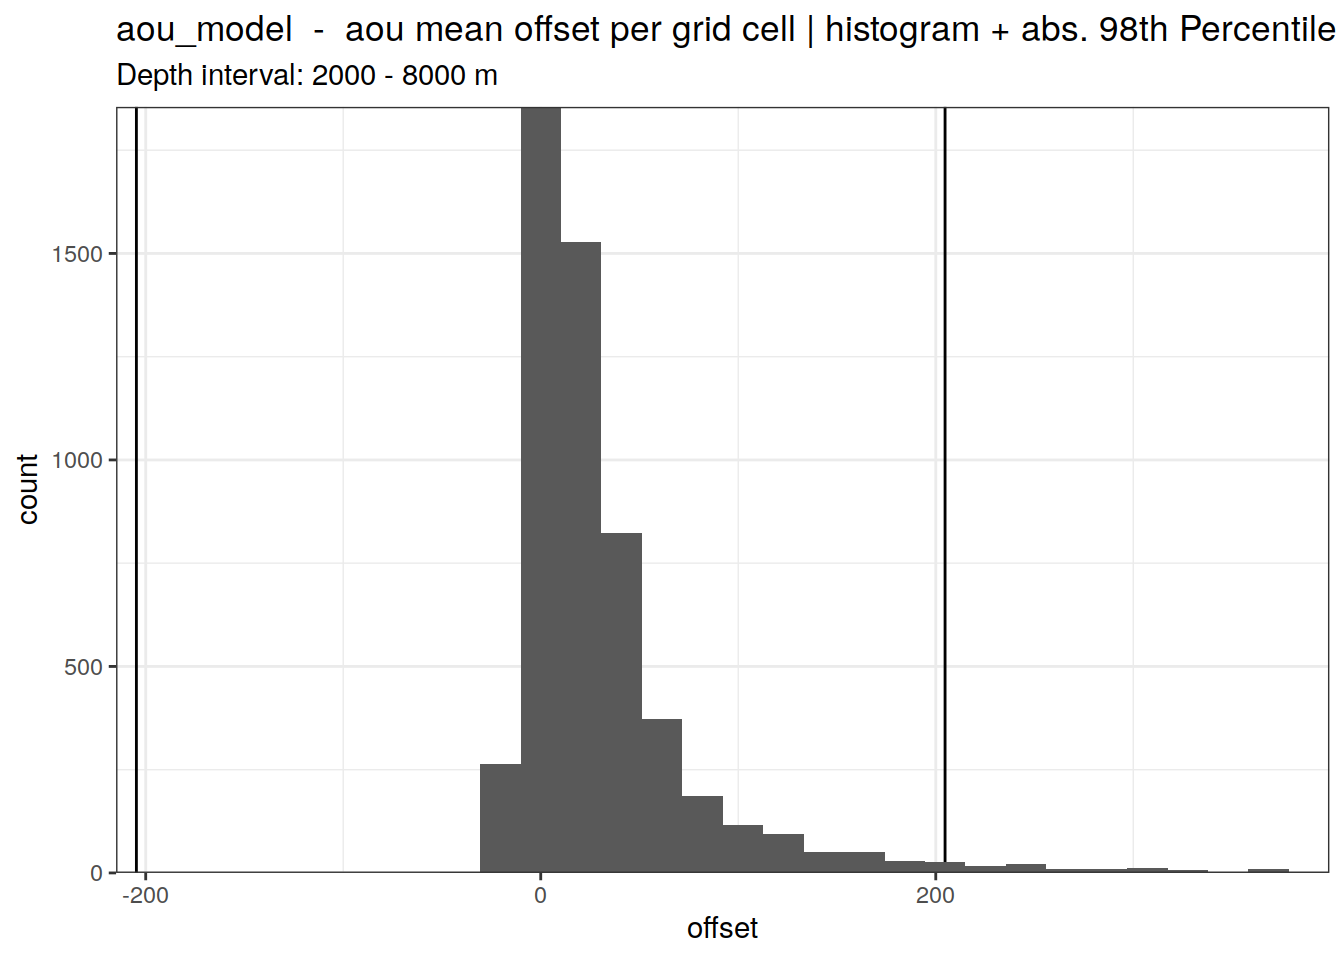 aou_model  -  aou mean offset per grid cell | histogram + abs. 98th Percentile
Depth interval: 2000 - 8000 m
1500
1000
500
0
count
-200
0
200
offset